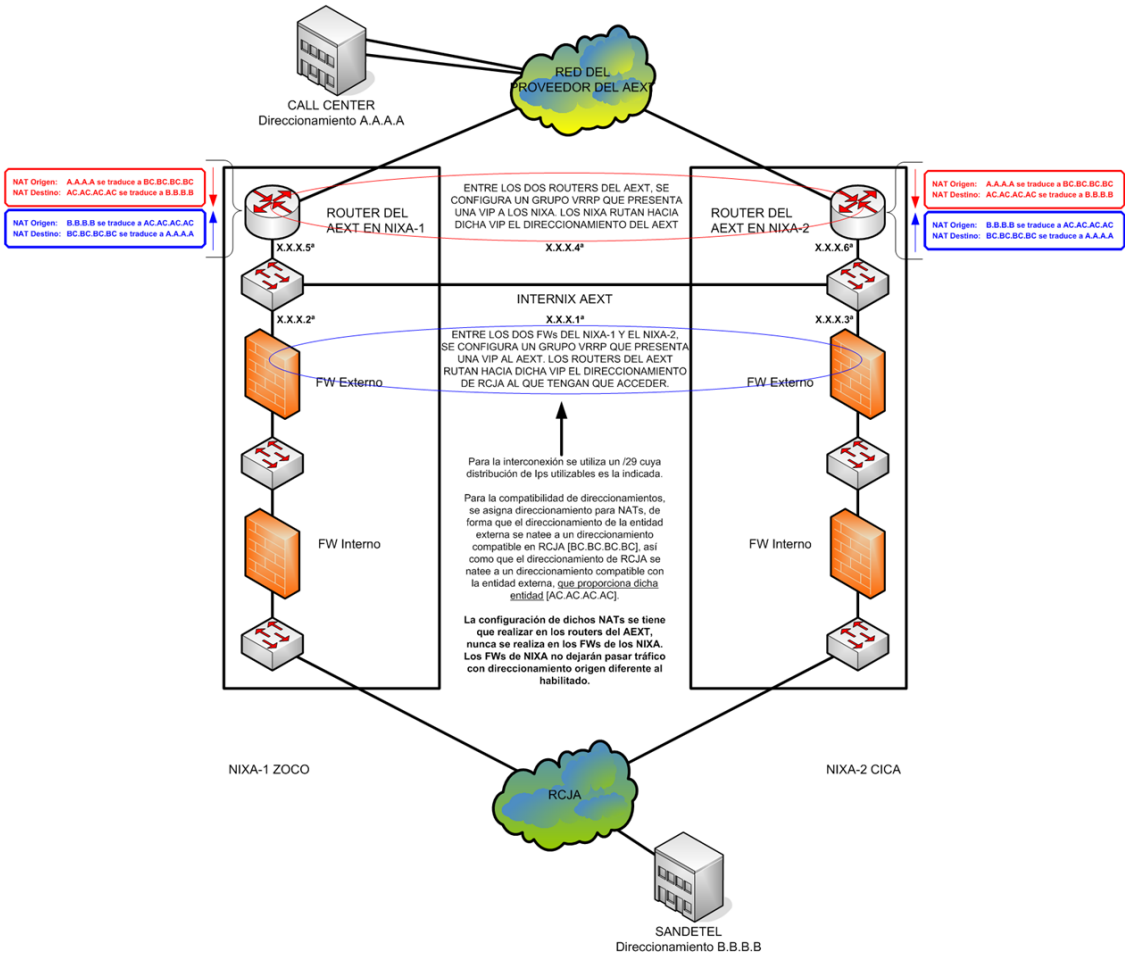 RED DEL
PROVEEDOR DEL AEXT
CALL CENTER
Direccionamiento A.A.A.A
NAT Origen: A.A.A.A se traduce a BC.BC.BC.BC
NAT Destino: AC.AC.AC.AC se traduce a B.B.B.B
NAT Origen: B.B.B.B se traduce a AC.AC.AC.AC
NAT Destino: BC.BC.BC.BC se traduce a A.A.A.A
ROUTER DEL
AEXT EN NIXA-1
ENTRE LOS DOS ROUTERS DEL AEXT, SE
CONFIGURA UN GRUPO VRRP QUE PRESENTA
UNA VIP A LOS NIXA. LOS NIXA RUTAN HACIA
DICHA VIP EL DIRECCIONAMIENTO DEL AEXT
ROUTER DEL
AEXT EN NIXA-2
NAT Origen: A.A.A.A se traduce a BC.BC.BC.BC
NAT Destino: AC.AC.AC.AC se traduce a B.B.B.B
NAT Origen: B.B.B.B se traduce a AC.AC.AC.AC
NAT Destino: BC.BC.BC.BC se traduce a A.A.A.A
X.X.X.5ª
X.X.X.4ª
X.X.X.6ª
INTERNIX AEXT
X.X.X.2ª
X.X.X.1ª
X.X.X.3ª
ENTRE LOS DOS FWs DEL NIXA-1 Y EL NIXA-2,
SE CONFIGURA UN GRUPO VRRP QUE PRESENTA
UNA VIP AL AEXT. LOS ROUTERS DEL AEXT
RUTAN HACIA DICHA VIP EL DIRECCIONAMIENTO
DE RCJA AL QUE TENGAN QUE ACCEDER.
FW Externo
FW Externo
Para la interconexión se utiliza un /29 cuya
distribución de Ips utilizables es la indicada.
Para la compatibilidad de direccionamientos,
se asigna direccionamiento para NATs, de
forma que el direccionamiento de la entidad
externa se natee a un direccionamiento
compatible en RCJA [BC.BC.BC.BC], así
como que el direccionamiento de RCJA se
natee a un direccionamiento compatible con
la entidad externa, que proporciona dicha
entidad [AC.AC.AC.AC].
La configuración de dichos NATs se tiene
que realizar en los routers del AEXT,
nunca se realiza en los FWs de los NIXA.
Los FWs de NIXA no dejarán pasar tráfico
con direccionamiento origen diferente al
habilitado.
FW Interno
FW Interno
NIXA-1 ZOCO
NIXA-2 CICA
RCJA
SANDETEL
Direccionamiento B.B.B.B